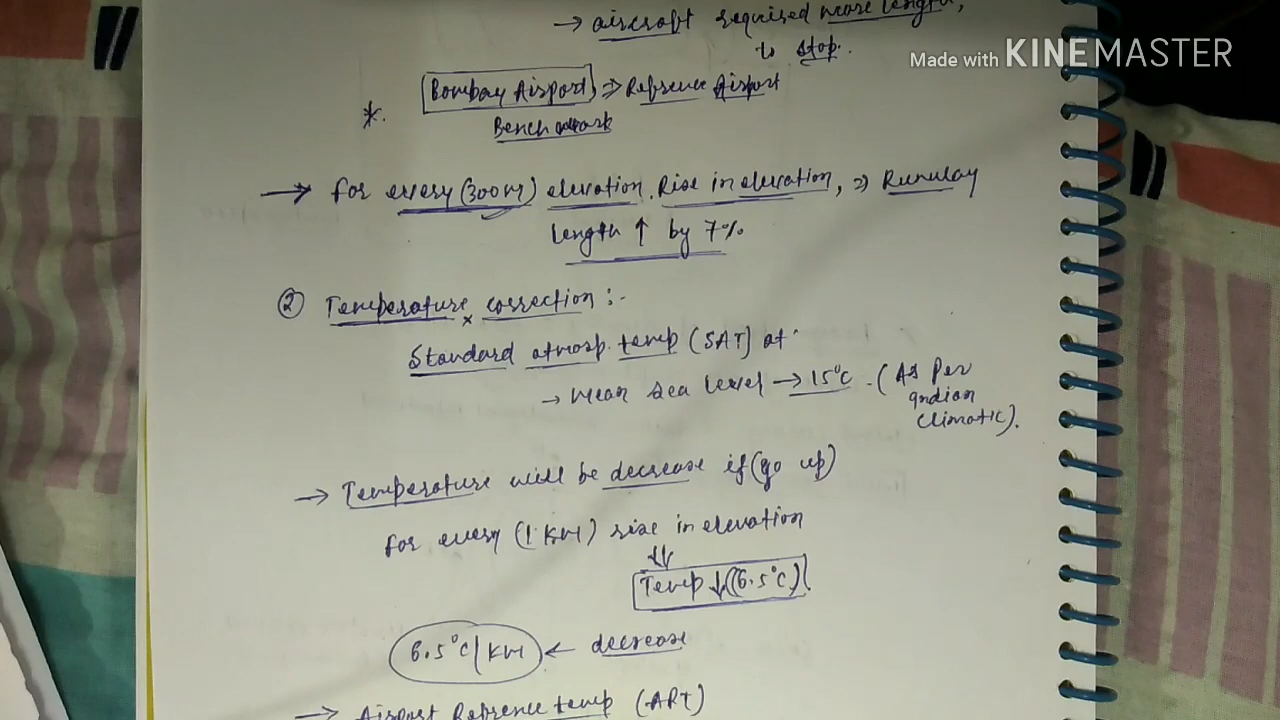 → aircraft required more length,
to stop.
Made with KINEMASTER
*. Bombay Airport ⇒ Refrence Airport
Bench mark
→ for every (300m) elevation. Rise in elevation, ⇒ Runway
length ↑ by 7%
② Temperature correction :-
Standard atmosp. temp (SAT) at
→ Mean sea level → 15°C. (As Per
Indian
Climatic).
→ Temperature will be decrease if (go up)
for every (1 KM) rise in elevation
↓↓
Temp ↓ (6.5°C).
6.5°C/KM ← decrease
→ Airport Refrence temp (ART)